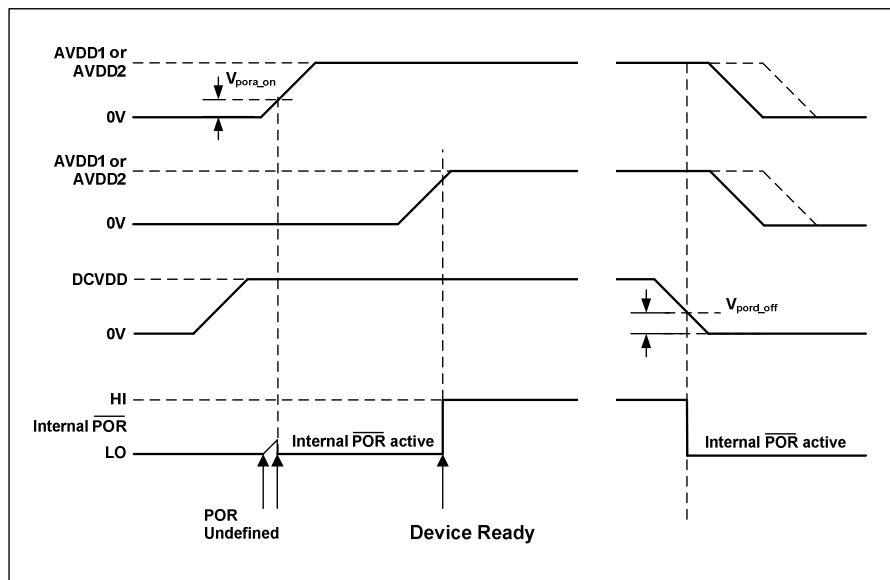 AVDD1 or
AVDD2
Vpora_on
0V
AVDD1 or
AVDD2
0V
DCVDD
Vpord_off
0V
HI
Internal POR
Internal POR active
Internal POR active
LO
POR
Undefined
Device Ready